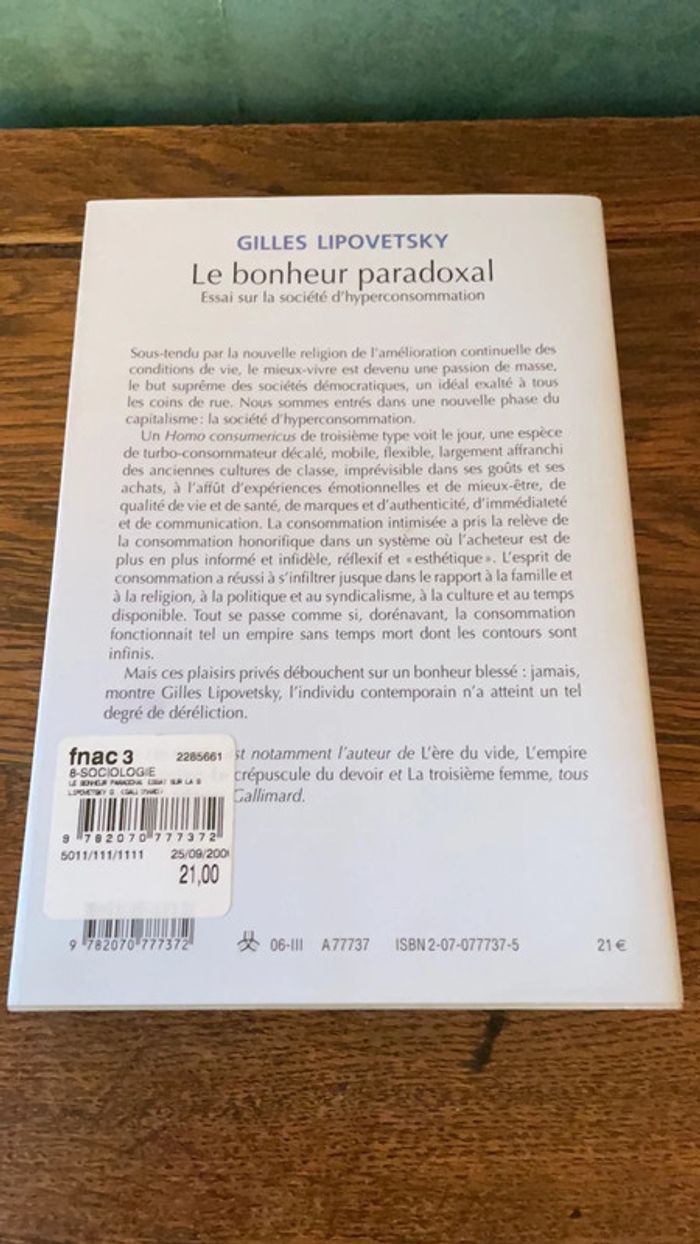 GILLES LIPOVETSKY
Le bonheur paradoxal
Essai sur la société d'hyperconsommation
Sous-tendu par la nouvelle religion de l'amélioration continuelle des
conditions de vie, le mieux-vivre est devenu une passion de masse,
le but suprême des sociétés démocratiques, un idéal exalté à tous
les coins de rue. Nous sommes entrés dans une nouvelle phase du
capitalisme : la société d'hyperconsommation.
Un Homo consumericus de troisième type voit le jour, une espèce
de turbo-consommateur décalé, mobile, flexible, largement affranchi
des anciennes cultures de classe, imprévisible dans ses goûts et ses
achats, à l'affût d'expériences émotionnelles et de mieux-être, de
qualité de vie et de santé, de marques et d'authenticité, d'immédiateté
et de communication. La consommation intimisée a pris la relève de
la consommation honorifique dans un système où l'acheteur est de
plus en plus informé et infidèle, réflexif et « esthétique ». L'esprit de
consommation a réussi à s'infiltrer jusque dans le rapport à la famille et
à la religion, à la politique et au syndicalisme, à la culture et au temps
disponible. Tout se passe comme si, dorénavant, la consommation
fonctionnait tel un empire sans temps mort dont les contours sont
infinis.
Mais ces plaisirs privés débouchent sur un bonheur blessé : jamais,
montre Gilles Lipovetsky, l'individu contemporain n'a atteint un tel
degré de déréliction.
st notamment l'auteur de L'ère du vide, L'empire
crépuscule du devoir et La troisième femme, tous
Gallimard.
fnac 3 2285661
8-SOCIOLOGIE
LE BONHEUR PARADOXAL SUR LA S
LIPOVETSKY G
9 782070 777372
5011/111/1111 25/09/200
21,00
9 782070 777372
06-III A 77737 ISBN 2-07-077737-5 21 €